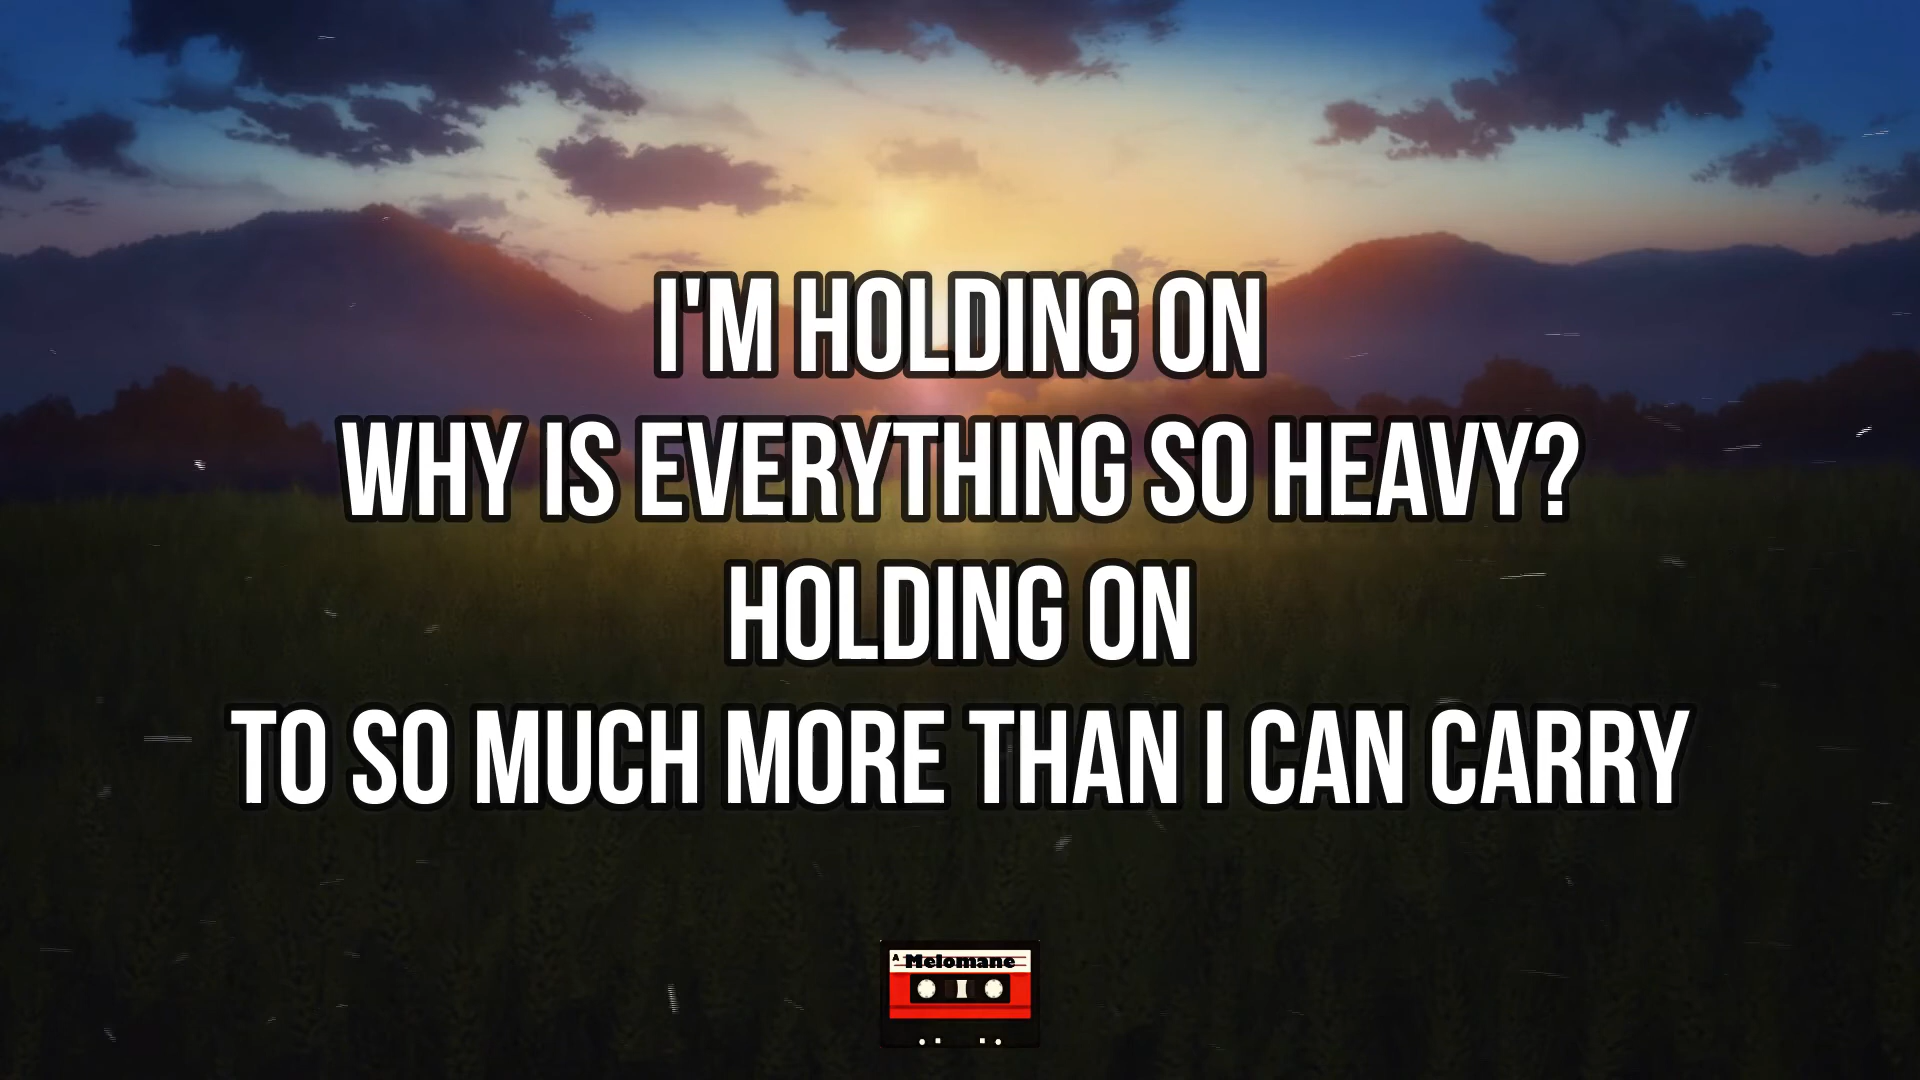 I'M HOLDING ON
WHY IS EVERYTHING SO HEAVY?
HOLDING ON
TO SO MUCH MORE THAN I CAN CARRY
A Melomane